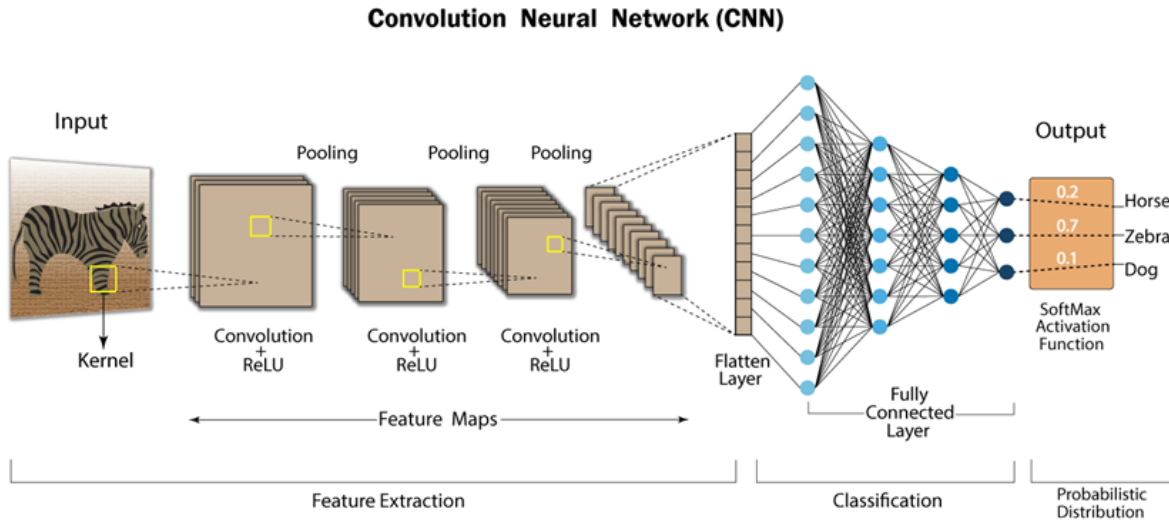 Convolution Neural Network (CNN)
Input
Kernel
Pooling
Pooling
Pooling
Convolution
+
ReLU
Convolution
+
ReLU
Convolution
+
ReLU
Feature Maps
Flatten
Layer
Fully
Connected
Layer
Output
0.2
Horse
0.7
Zebra
0.1
Dog
SoftMax
Activation
Function
Feature Extraction
Classification
Probabilistic
Distribution